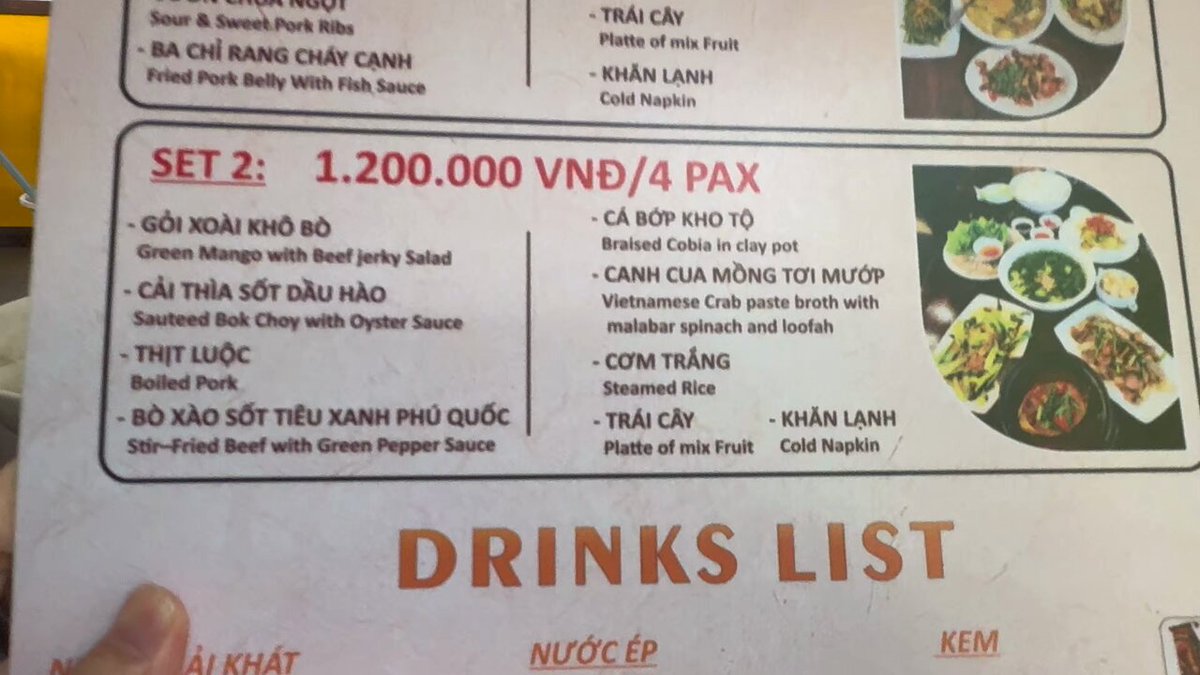 Sour & Sweet Pork Ribs
- BA CHỈ RANG CHÁY CẠNH
Fried Pork Belly With Fish Sauce
- TRÁI CÂY
Platte of mix Fruit
- KHĂN LẠNH
Cold Napkin
SET 2: 1.200.000 VNĐ/4 PAX
- GỎI XOÀI KHÔ BÒ
Green Mango with Beef jerky Salad
- CẢI THÌA SỐT DẦU HÀO
Sauteed Bok Choy with Oyster Sauce
- THỊT LUỘC
Boiled Pork
- BÒ XÀO SỐT TIÊU XANH PHÚ QUỐC
Stir–Fried Beef with Green Pepper Sauce
- CÁ BỚP KHO TỘ
Braised Cobia in clay pot
- CANH CUA MỒNG TƠI MƯỚP
Vietnamese Crab paste broth with
malabar spinach and loofah
- CƠM TRẮNG
Steamed Rice
- TRÁI CÂY - KHĂN LẠNH
Platte of mix Fruit Cold Napkin
DRINKS LIST
KHÁT
NƯỚC ÉP
KEM